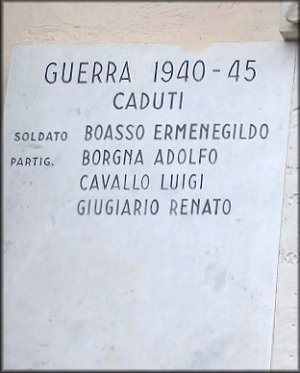 GUERRA 1940-45
CADUTI
SOLDATO BOASSO ERMENEGILDO
PARTIG. BORGNA ADOLFO
CAVALLO LUIGI
GIUGIARIO RENATO